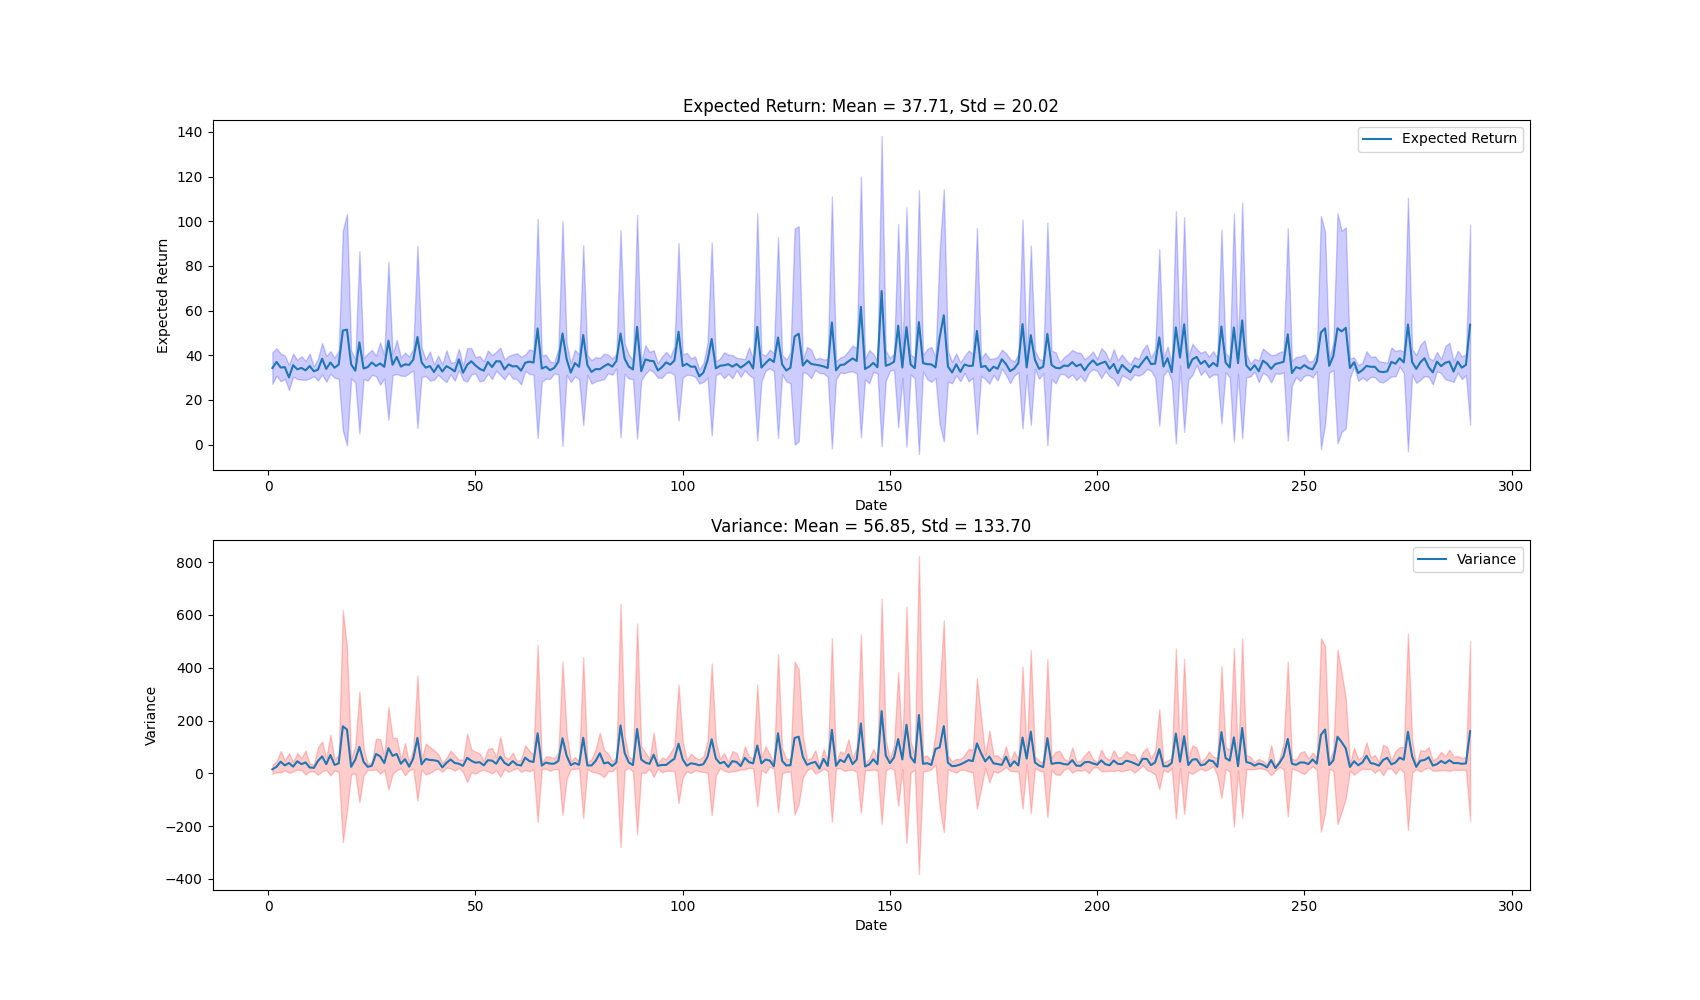 Expected Return: Mean = 37.71, Std = 20.02
Expected Return
140
120
100
80
60
40
20
0
Expected Return
0 50 100 150 200 250 300
Date
Variance: Mean = 56.85, Std = 133.70
Variance
800
600
400
200
0
−200
−400
Variance
0 50 100 150 200 250 300
Date